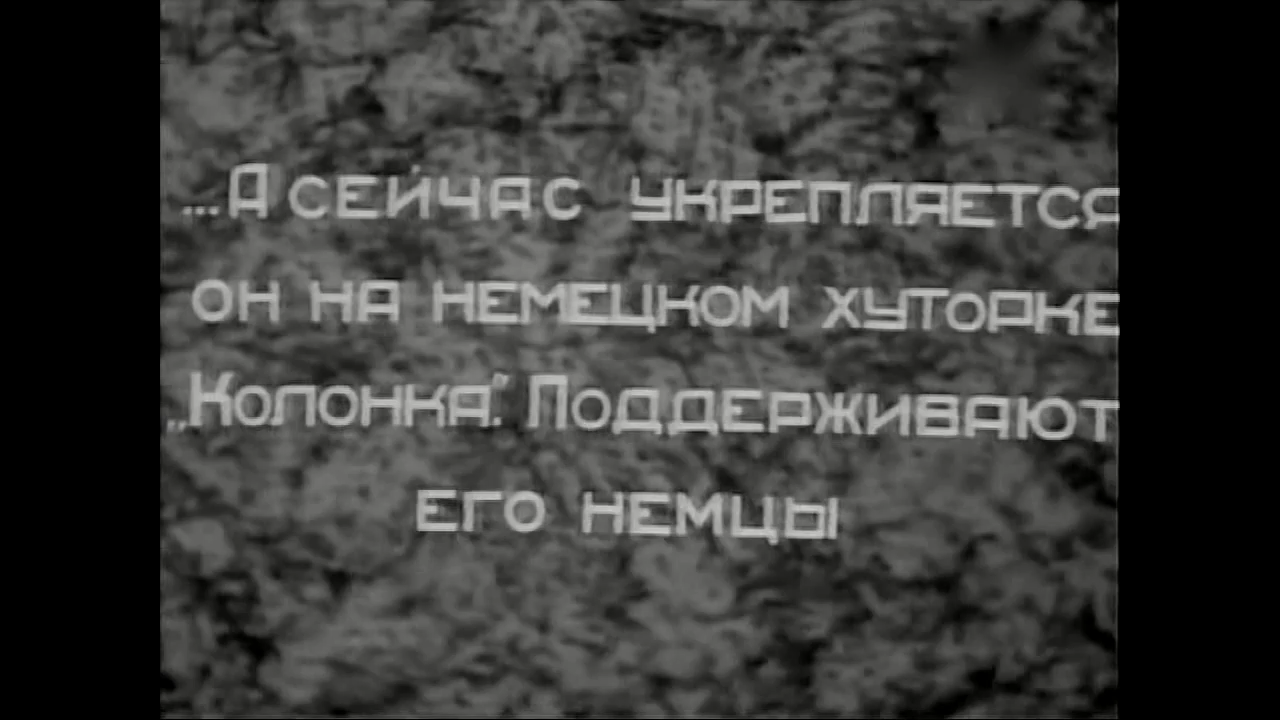 ...А СЕЙЧАС УКРЕПЛЯЕТСЯ
ОН НА НЕМЕЦКОМ ХУТОРКЕ
„КОЛОНКА." ПОДДЕРЖИВАЮТ
ЕГО НЕМЦЫ